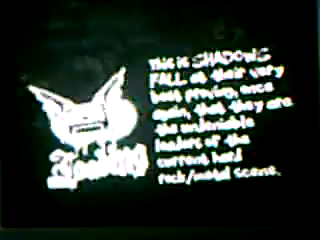 This is SHADOWS
FALL at their very
best proving, once
again, that they are
the undeniable
leaders of the
current hard
rock/metal scene.